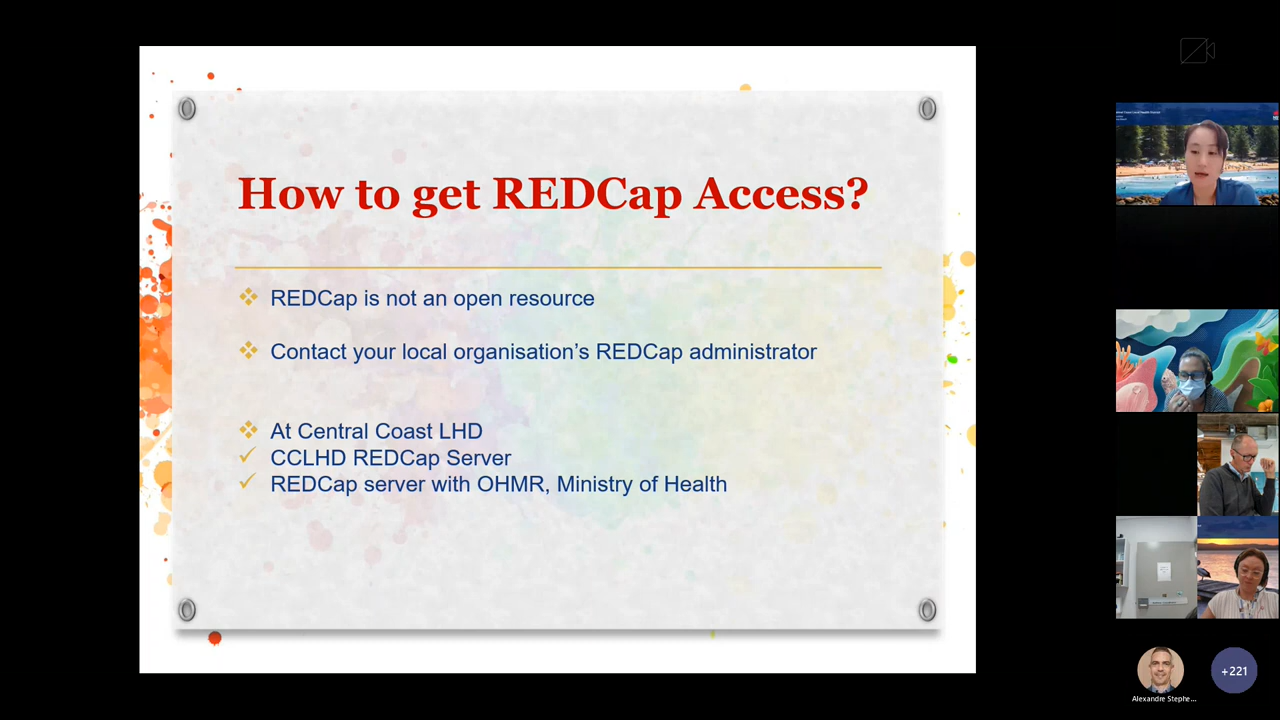 How to get REDCap Access?
REDCap is not an open resource
Contact your local organisation's REDCap administrator
At Central Coast LHD
CCLHD REDCap Server
REDCap server with OHMR, Ministry of Health
+221
Alexandre Stephe...